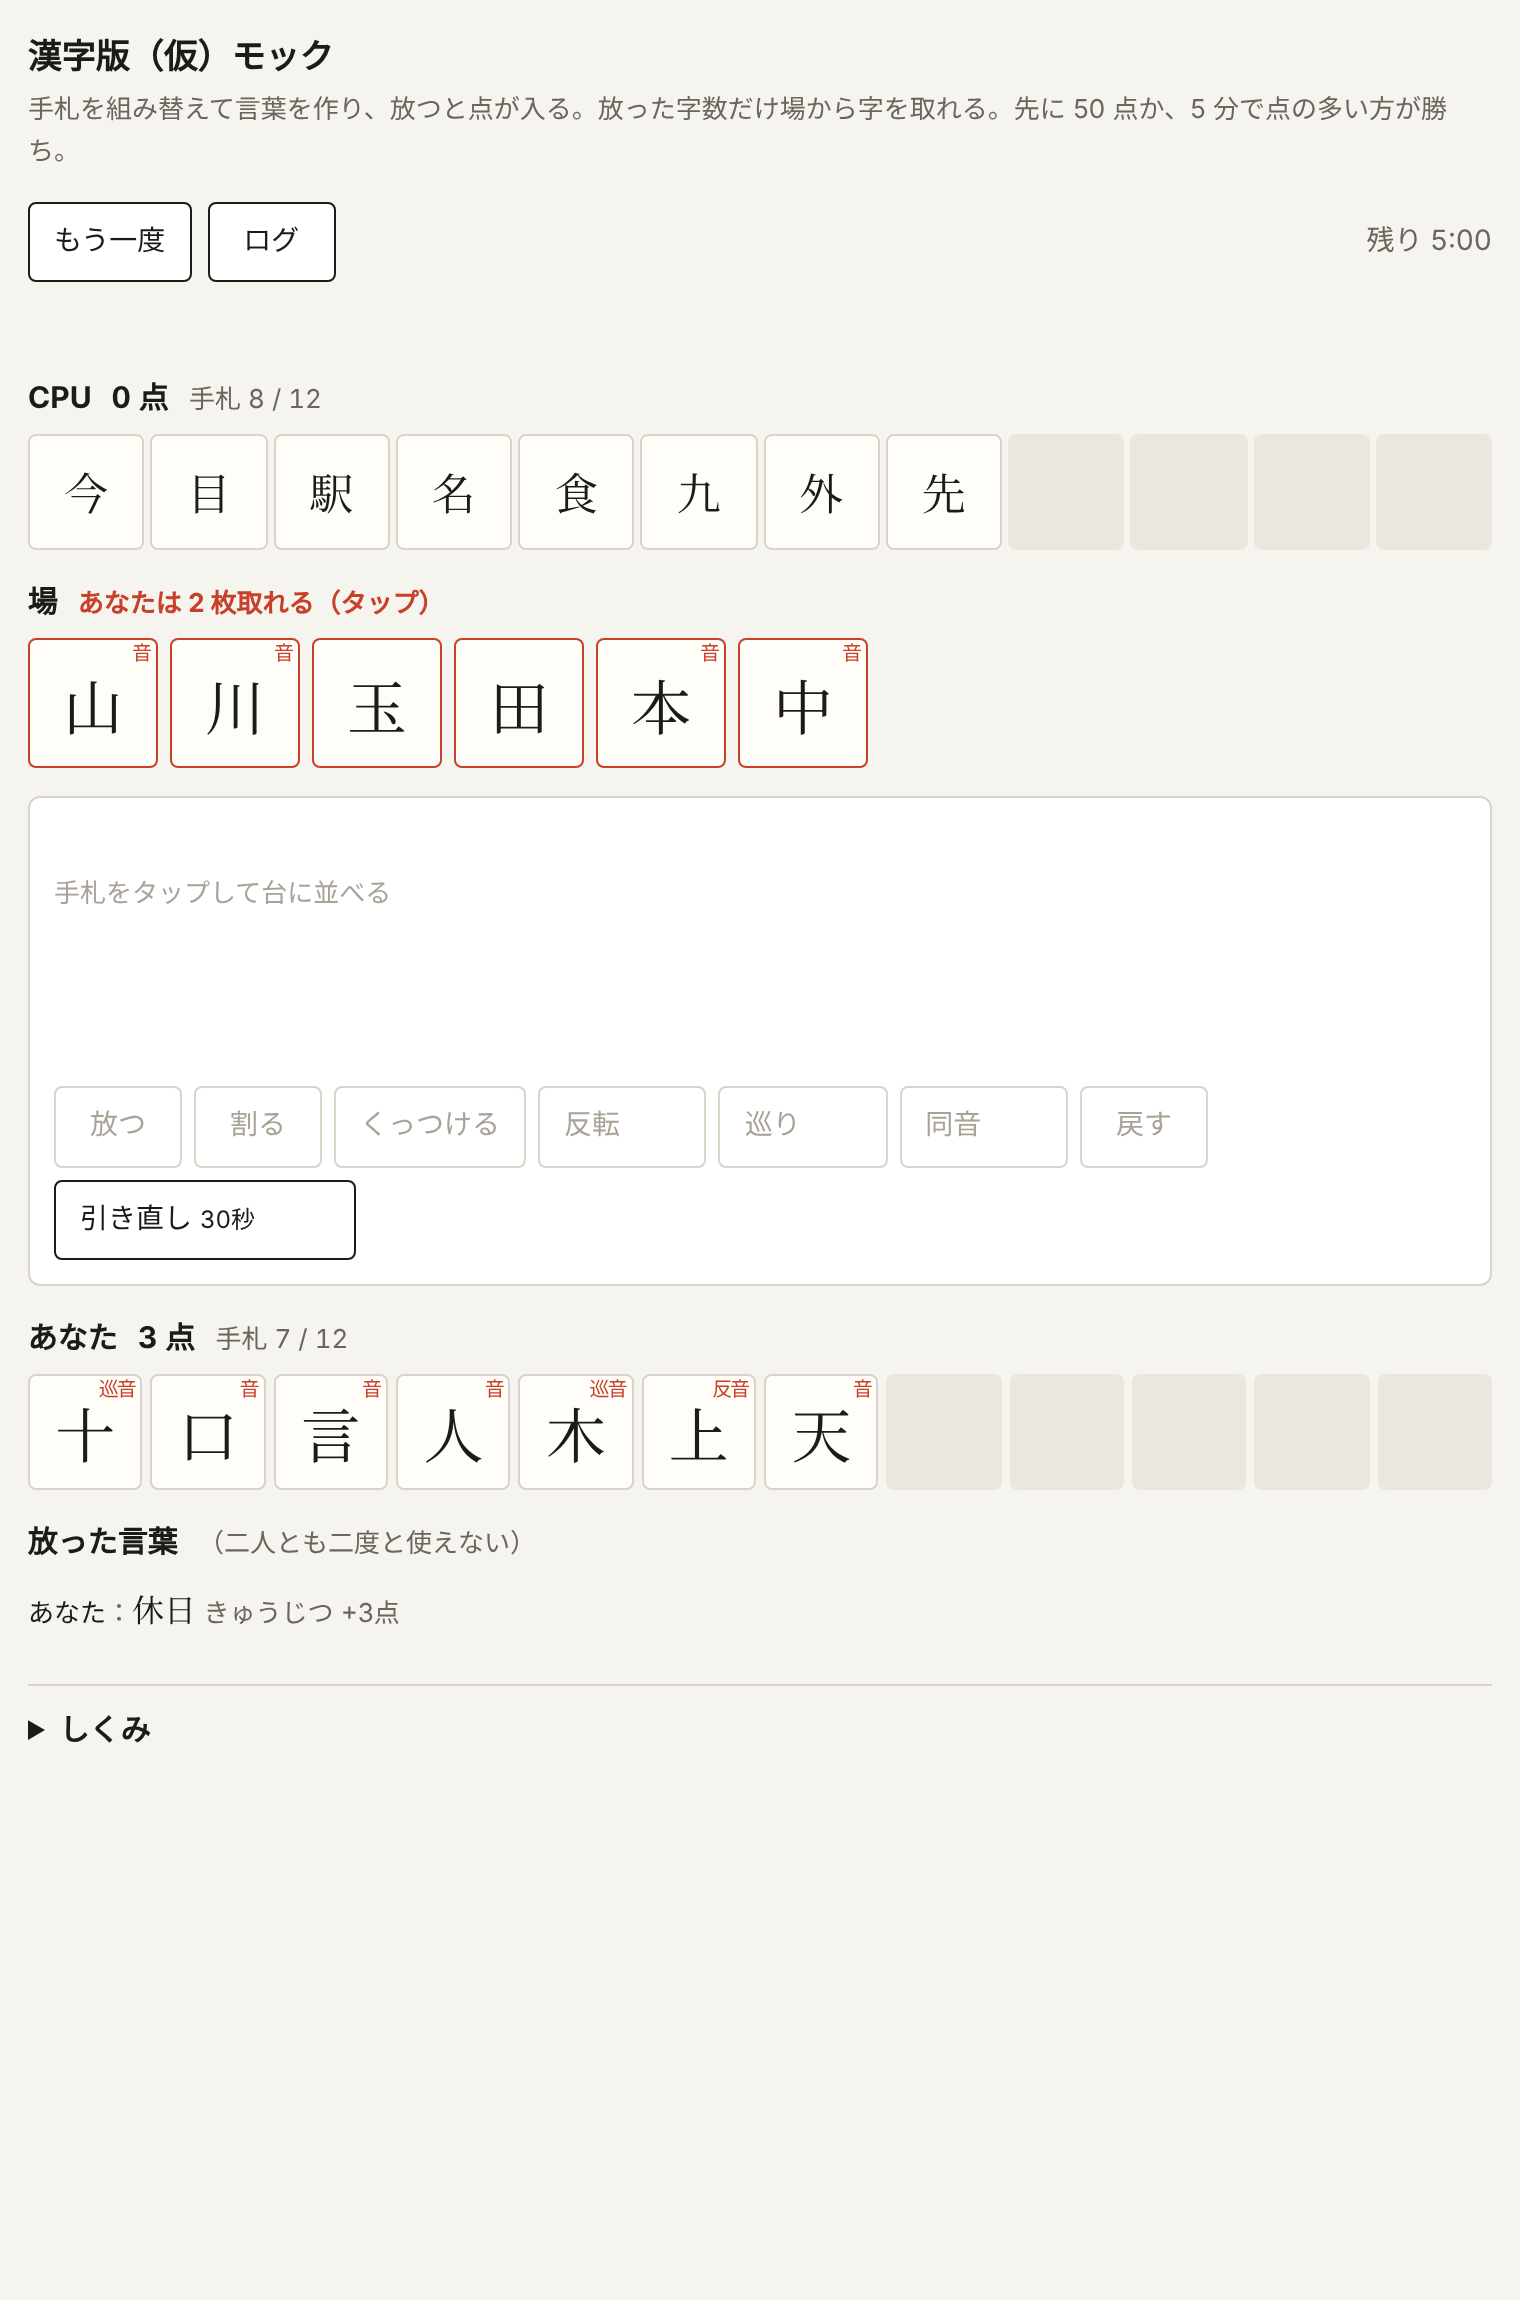 漢字版（仮）モック
手札を組み替えて言葉を作り、放つと点が入る。放った字数だけ場から字を取れる。先に 50 点か、5 分で点の多い方が勝
ち。
もう一度 ログ 残り 5:00
CPU 0 点 手札 8 / 12
今 目 駅 名 食 九 外 先
場 あなたは 2 枚取れる（タップ）
音 音 音 音
山 川 玉 田 本 中
手札をタップして台に並べる
放つ 割る くっつける 反転 巡り 同音 戻す
引き直し 30秒
あなた 3 点 手札 7 / 12
巡音 音 音 音 巡音 反音 音
十 口 言 人 木 上 天
放った言葉 （二人とも二度と使えない）
あなた：休日 きゅうじつ +3点
▶ しくみ